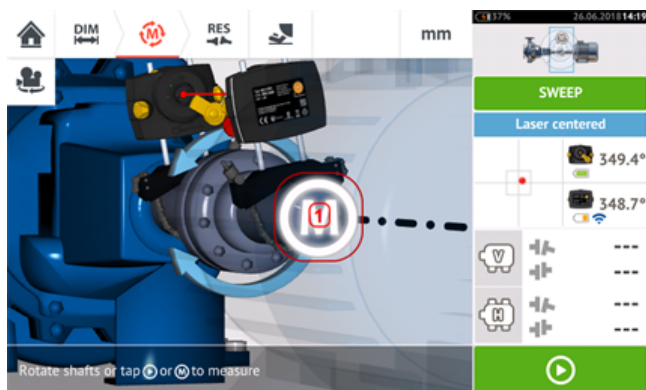 DIM
M
RES
mm
37%
26.06.2018 14:19
SWEEP
Laser centered
349.4°
348.7°
1
M
V
---
---
H
---
---
Rotate shafts or tap or M to measure